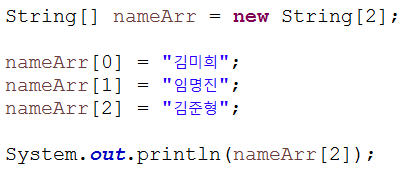 String[] nameArr = new String[2];
nameArr[0] = "김미희";
nameArr[1] = "임명진";
nameArr[2] = "김준형";
System.out.println(nameArr[2]);